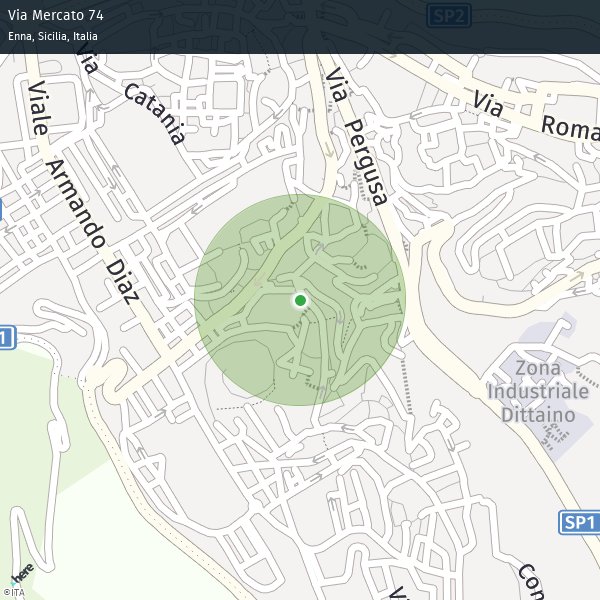 Via Mercato 74
Enna, Sicilia, Italia
SP2
Via
Catania
Via
Pergusa
Via
Roma
Viale
Armando
Diaz
1
Zona
Industriale
Dittaino
SP1
Con
V
here
©ITA